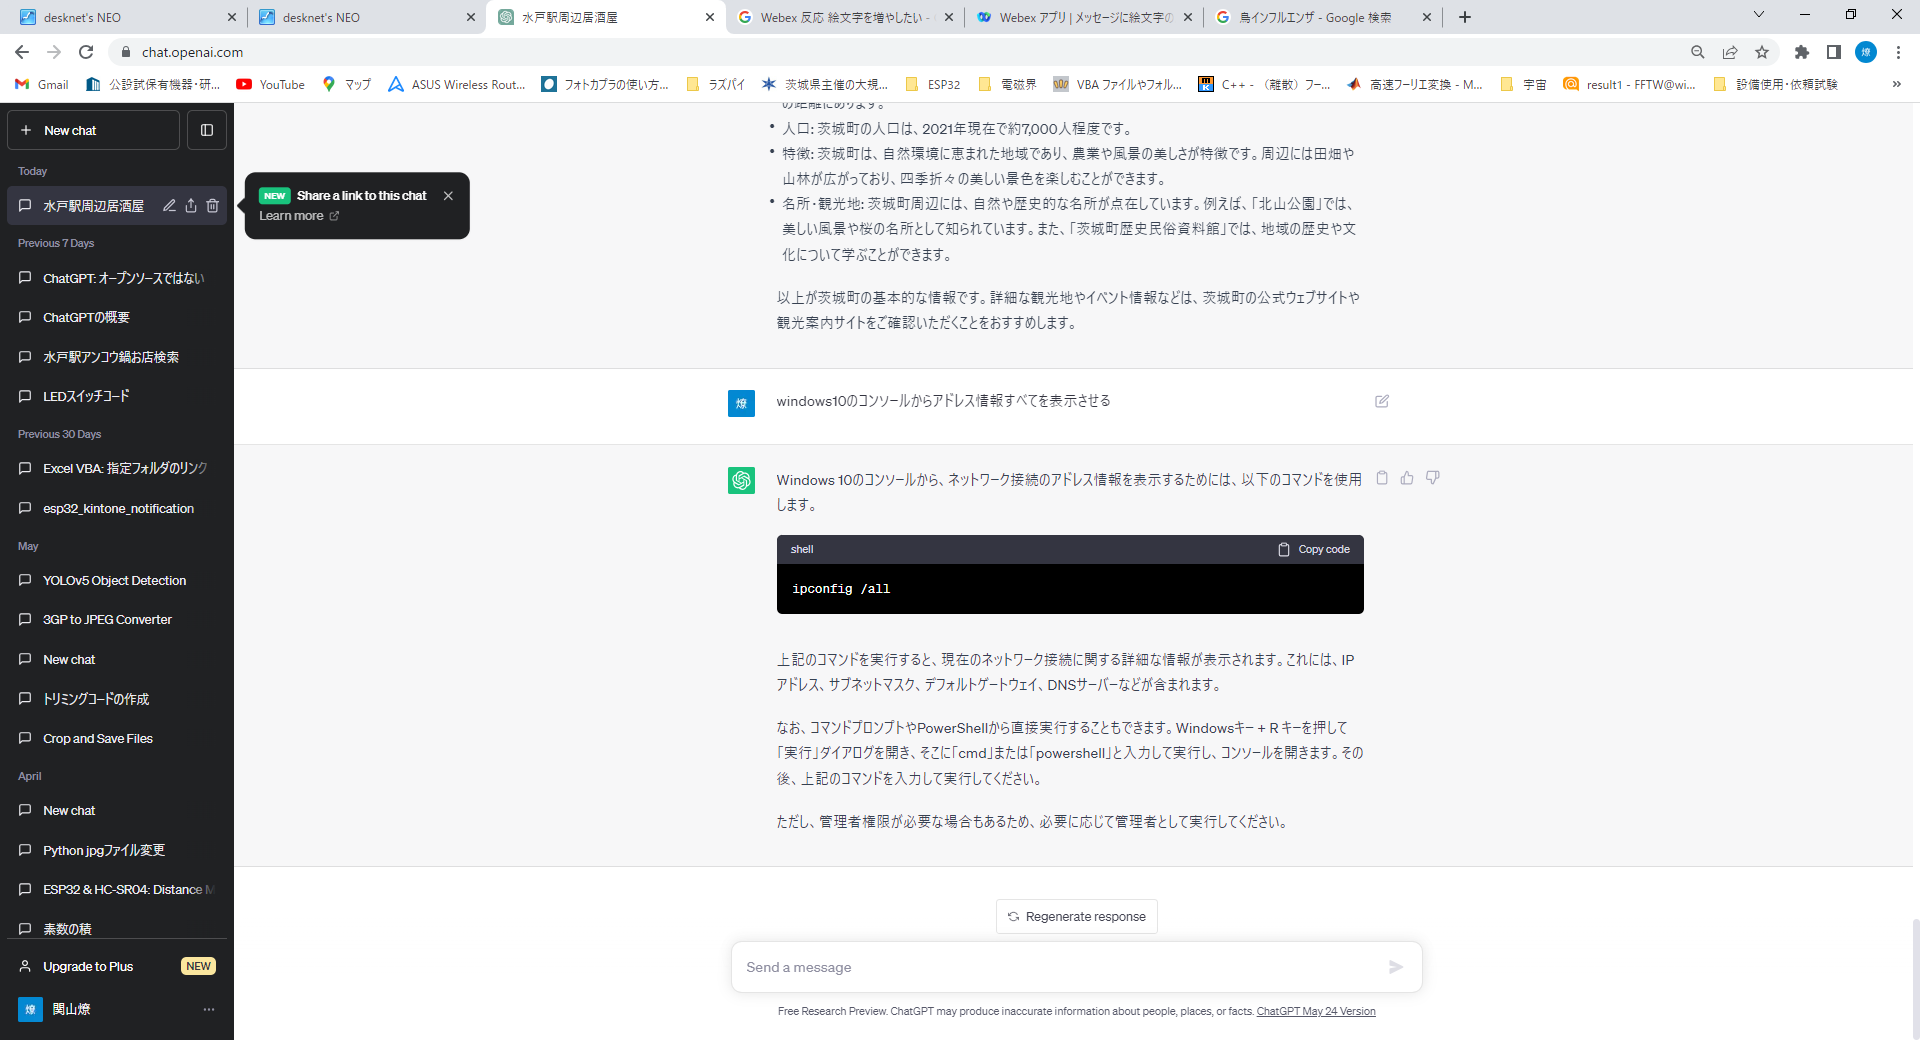 desknet's NEO
desknet's NEO
水戸駅周辺居酒屋
Webex 反応 絵文字を増やしたい -
Webex アプリ | メッセージに絵文字の
鳥インフルエンザ - Google 検索
chat.openai.com
燎
Gmail
公設試保有機器・研...
YouTube
マップ
ASUS Wireless Rout...
フォトカプラの使い方...
ラズパイ
茨城県主催の大規...
ESP32
電磁界
VBA ファイルやフォル...
C++ - （離散）フー...
高速フーリエ変換 - M...
宇宙
result1 - FFTW@wi...
設備使用・依頼試験
»
New chat
Today
水戸駅周辺居酒屋
NEW Share a link to this chat
Learn more
Previous 7 Days
ChatGPT: オープンソースではない
ChatGPTの概要
水戸駅アンコウ鍋お店検索
LEDスイッチコード
Previous 30 Days
Excel VBA: 指定フォルダのリンク
esp32_kintone_notification
May
YOLOv5 Object Detection
3GP to JPEG Converter
New chat
トリミングコードの作成
Crop and Save Files
April
New chat
Python jpgファイル変更
ESP32 & HC-SR04: Distance M
素数の積
Upgrade to Plus NEW
燎 関山燎 ...
の距離にあります。
• 人口: 茨城町の人口は、2021年現在で約7,000人程度です。
• 特徴: 茨城町は、自然環境に恵まれた地域であり、農業や風景の美しさが特徴です。周辺には田畑や
山林が広がっており、四季折々の美しい景色を楽しむことができます。
• 名所・観光地: 茨城町周辺には、自然や歴史的な名所が点在しています。例えば、「北山公園」では、
美しい風景や桜の名所として知られています。また、「茨城町歴史民俗資料館」では、地域の歴史や文
化について学ぶことができます。
以上が茨城町の基本的な情報です。詳細な観光地やイベント情報などは、茨城町の公式ウェブサイトや
観光案内サイトをご確認いただくことをおすすめします。
燎 windows10のコンソールからアドレス情報すべてを表示させる
Windows 10のコンソールから、ネットワーク接続のアドレス情報を表示するためには、以下のコマンドを使用
します。
shell Copy code
ipconfig /all
上記のコマンドを実行すると、現在のネットワーク接続に関する詳細な情報が表示されます。これには、IP
アドレス、サブネットマスク、デフォルトゲートウェイ、DNSサーバーなどが含まれます。
なお、コマンドプロンプトやPowerShellから直接実行することもできます。Windowsキー + R キーを押して
「実行」ダイアログを開き、そこに「cmd」または「powershell」と入力して実行し、コンソールを開きます。その
後、上記のコマンドを入力して実行してください。
ただし、管理者権限が必要な場合もあるため、必要に応じて管理者として実行してください。
Regenerate response
Send a message
Free Research Preview. ChatGPT may produce inaccurate information about people, places, or facts. ChatGPT May 24 Version